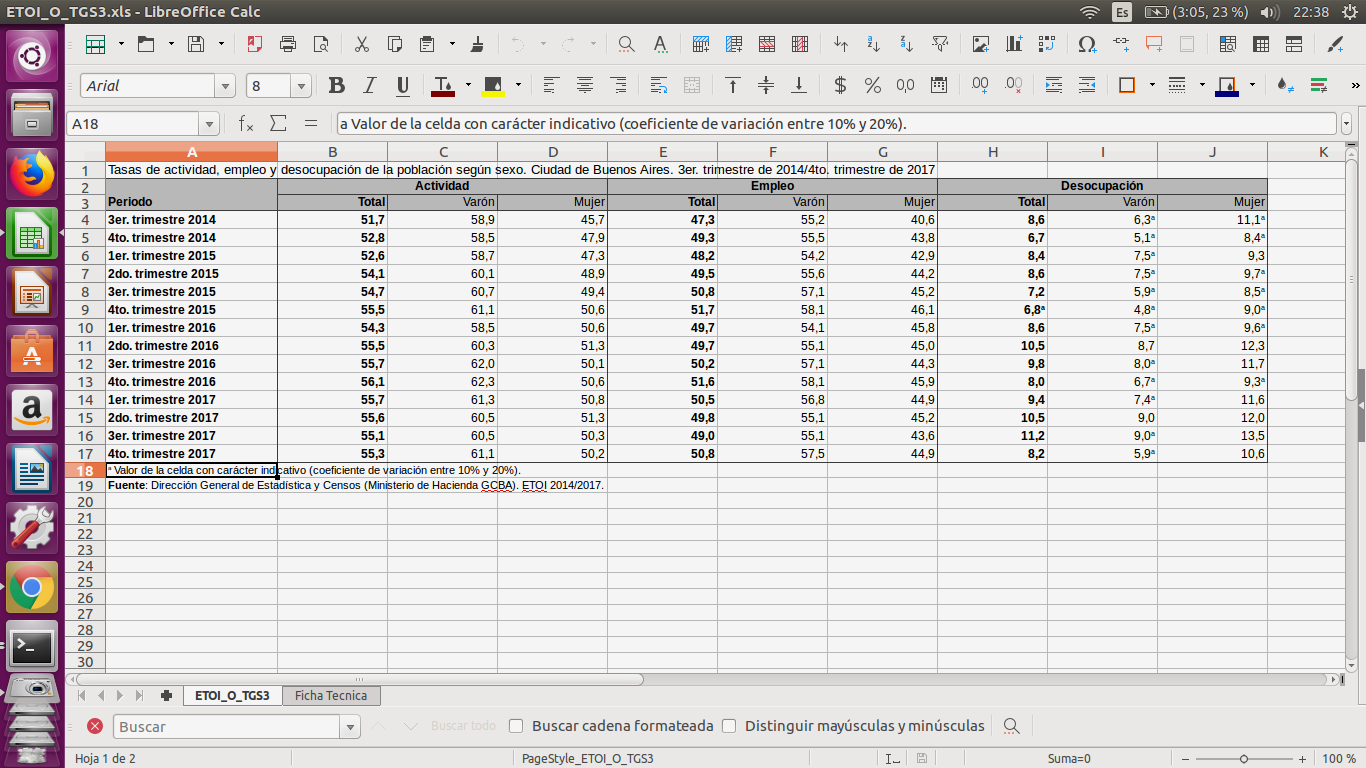 ETOI_O_TGS3.xls - LibreOffice Calc Es (3:05, 23 %) 22:38
Arial 8
A18 a Valor de la celda con carácter indicativo (coeficiente de variación entre 10% y 20%).
A B C D E F G H I J K
1 Tasas de actividad, empleo y desocupación de la población según sexo. Ciudad de Buenos Aires. 3er. trimestre de 2014/4to. trimestre de 2017
2 Actividad Empleo Desocupación
3 Periodo Total Varón Mujer Total Varón Mujer Total Varón Mujer
4 3er. trimestre 2014 51,7 58,9 45,7 47,3 55,2 40,6 8,6 6,3ª 11,1ª
5 4to. trimestre 2014 52,8 58,5 47,9 49,3 55,5 43,8 6,7 5,1ª 8,4ª
6 1er. trimestre 2015 52,6 58,7 47,3 48,2 54,2 42,9 8,4 7,5ª 9,3
7 2do. trimestre 2015 54,1 60,1 48,9 49,5 55,6 44,2 8,6 7,5ª 9,7ª
8 3er. trimestre 2015 54,7 60,7 49,4 50,8 57,1 45,2 7,2 5,9ª 8,5ª
9 4to. trimestre 2015 55,5 61,1 50,6 51,7 58,1 46,1 6,8ª 4,8ª 9,0ª
10 1er. trimestre 2016 54,3 58,5 50,6 49,7 54,1 45,8 8,6 7,5ª 9,6ª
11 2do. trimestre 2016 55,5 60,3 51,3 49,7 55,1 45,0 10,5 8,7 12,3
12 3er. trimestre 2016 55,7 62,0 50,1 50,2 57,1 44,3 9,8 8,0ª 11,7
13 4to. trimestre 2016 56,1 62,3 50,6 51,6 58,1 45,9 8,0 6,7ª 9,3ª
14 1er. trimestre 2017 55,7 61,3 50,8 50,5 56,8 44,9 9,4 7,4ª 11,6
15 2do. trimestre 2017 55,6 60,5 51,3 49,8 55,1 45,2 10,5 9,0 12,0
16 3er. trimestre 2017 55,1 60,5 50,3 49,0 55,1 43,6 11,2 9,0ª 13,5
17 4to. trimestre 2017 55,3 61,1 50,2 50,8 57,5 44,9 8,2 5,9ª 10,6
18 ª Valor de la celda con carácter indicativo (coeficiente de variación entre 10% y 20%).
19 Fuente: Dirección General de Estadística y Censos (Ministerio de Hacienda GCBA). ETOI 2014/2017.
20
21
22
23
24
25
26
27
28
29
30
ETOI_O_TGS3 Ficha Tecnica
Buscar Buscar todo Buscar cadena formateada Distinguir mayúsculas y minúsculas
Hoja 1 de 2 PageStyle_ETOI_O_TGS3 Suma=0 100 %